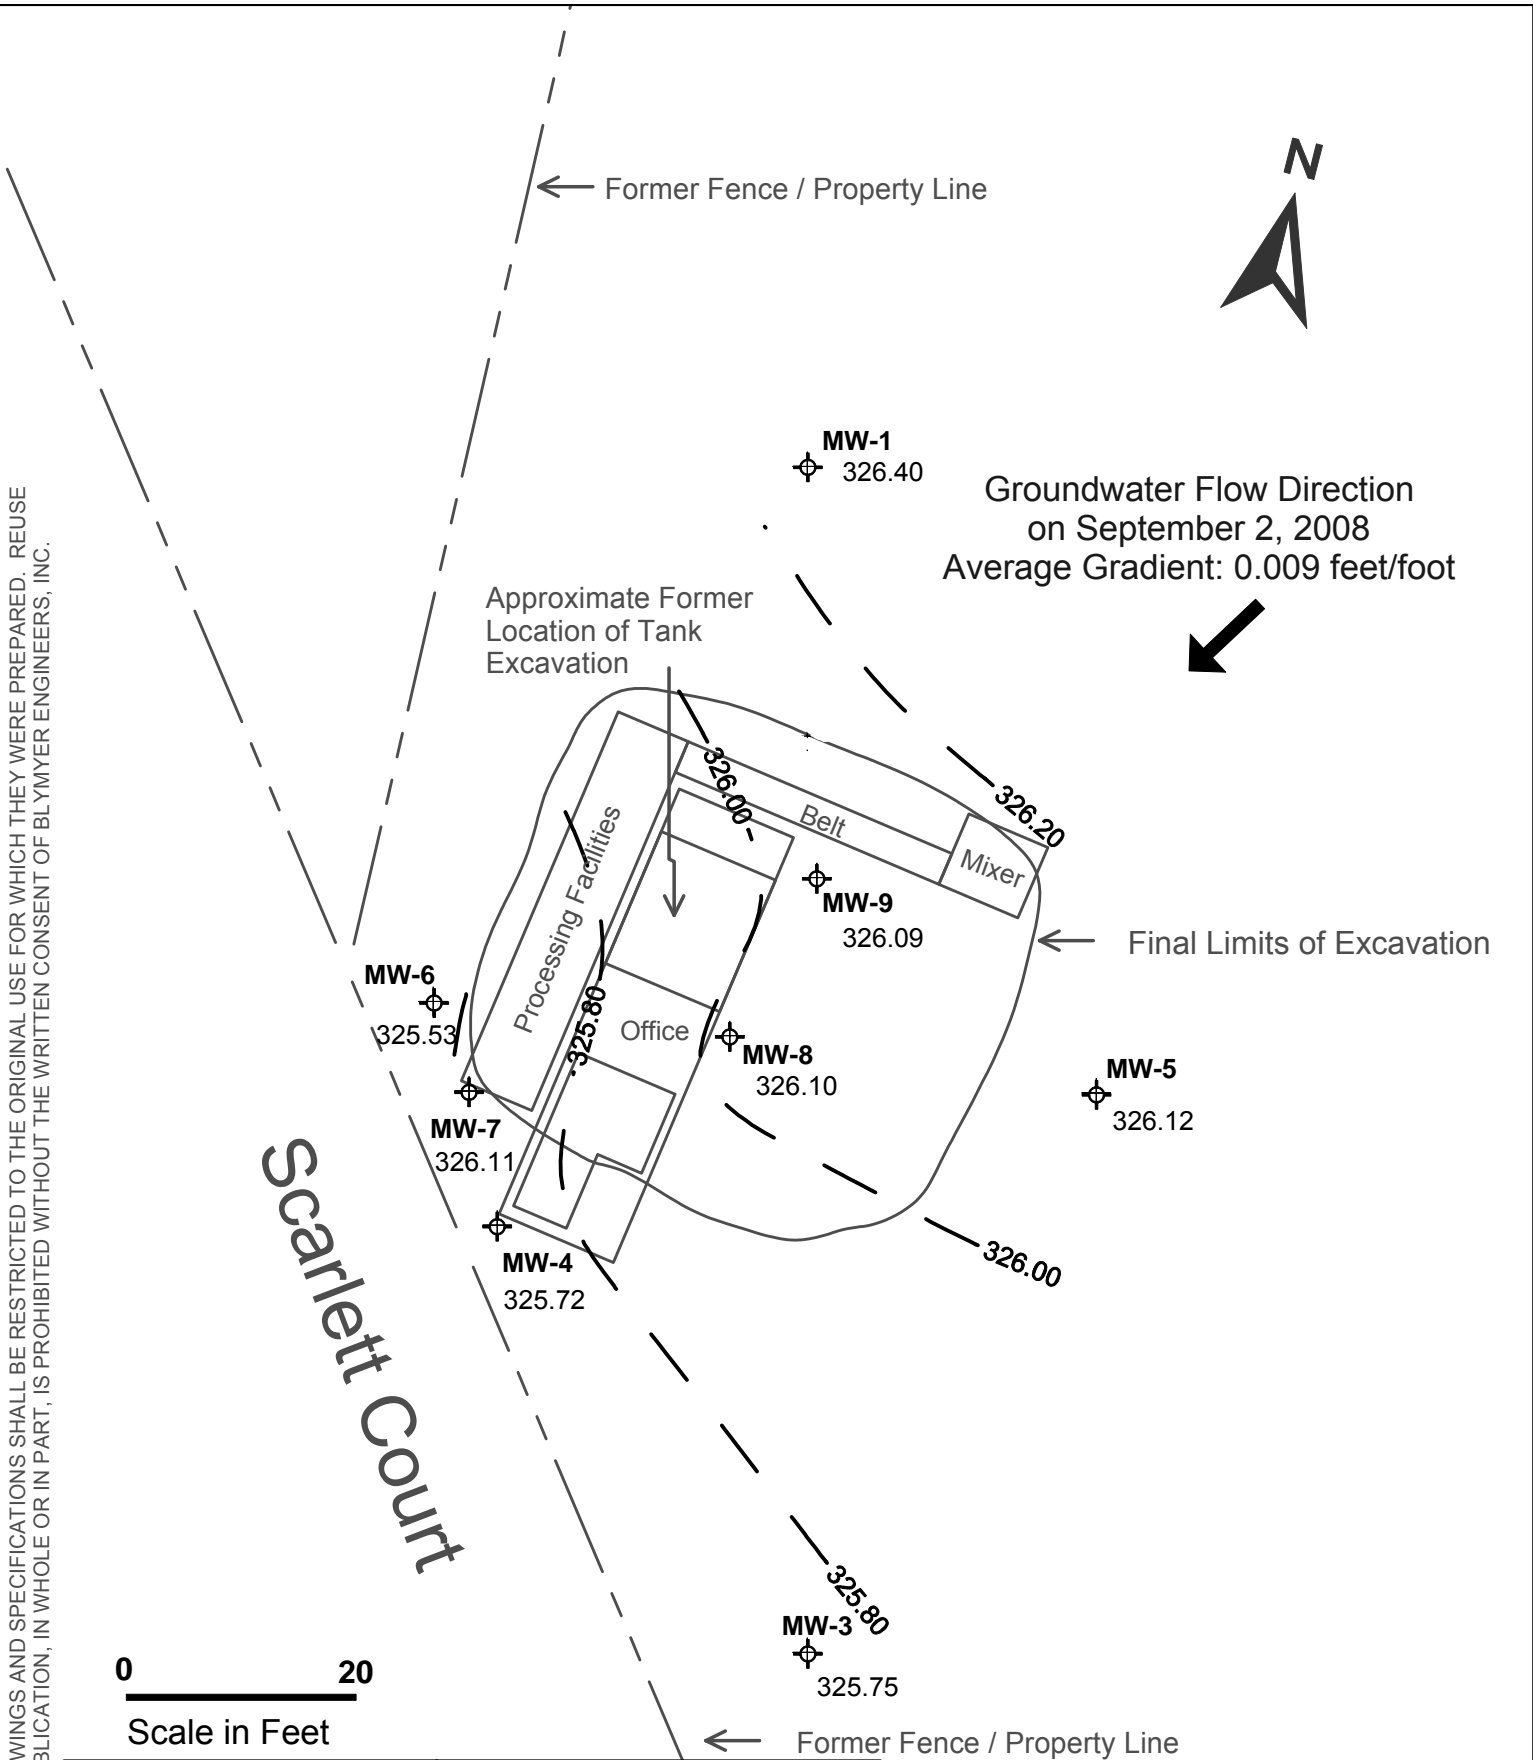 N
Former Fence / Property Line
MW-1
326.40
Groundwater Flow Direction
on September 2, 2008
Average Gradient: 0.009 feet/foot
Approximate Former
Location of Tank
Excavation
326.00
Belt
326.20
Mixer
Processing Facilities
MW-9
326.09
Final Limits of Excavation
MW-6
325.53
325.80
Office
MW-8
326.10
MW-5
326.12
MW-7
326.11
MW-4
325.72
326.00
Scarlett Court
325.80
MW-3
325.75
0 20
Scale in Feet
Former Fence / Property Line
WINGS AND SPECIFICATIONS SHALL BE RESTRICTED TO THE ORIGINAL USE FOR WHICH THEY WERE PREPARED. REUSE
BLICATION, IN WHOLE OR IN PART, IS PROHIBITED WITHOUT THE WRITTEN CONSENT OF BLYMYER ENGINEERS, INC.